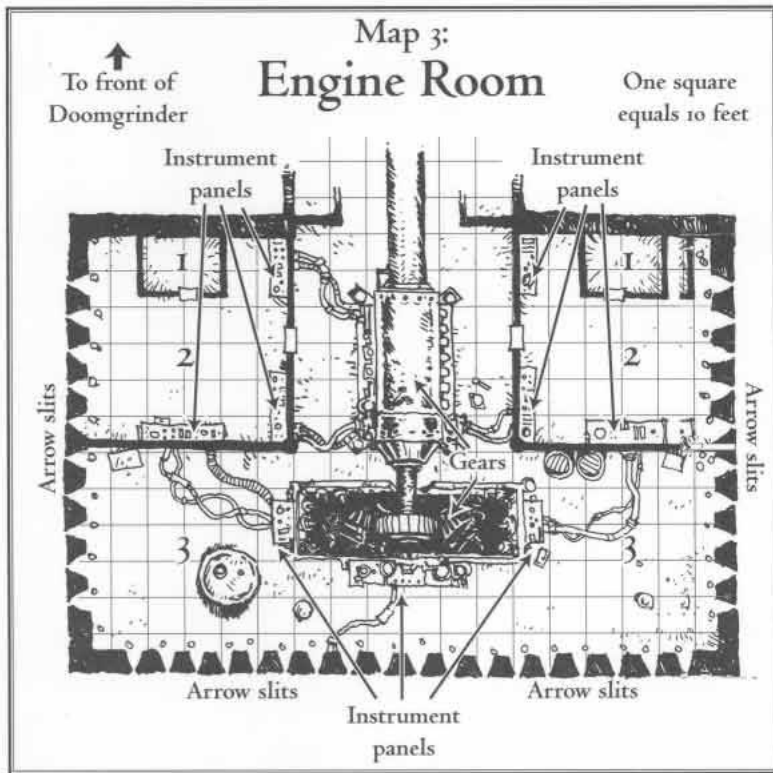 Map 3:
Engine Room
To front of
Doomgrinder
One square
equals 10 feet
Instrument
panels
Instrument
panels
1
1
2
2
Arrow slits
Arrow slits
Gears
3
3
Arrow slits
Arrow slits
Instrument
panels